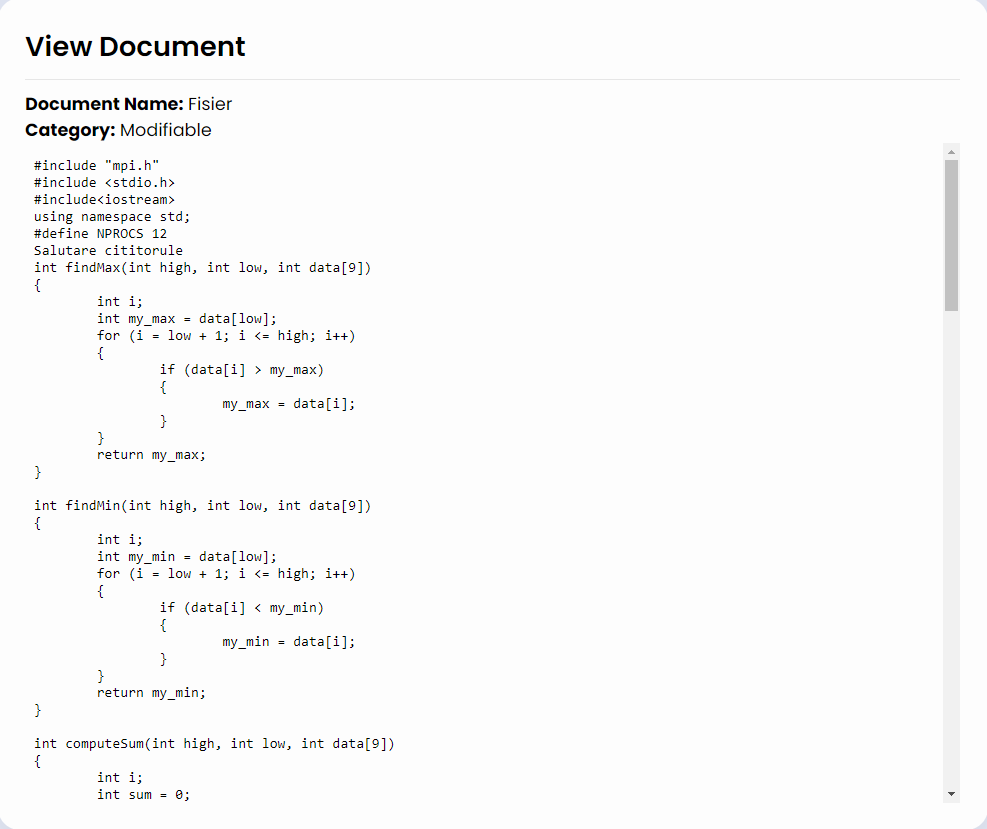 View Document
Document Name: Fisier
Category: Modifiable
#include "mpi.h"
#include <stdio.h>
#include<iostream>
using namespace std;
#define NPROCS 12
Salutare cititorule
int findMax(int high, int low, int data[9])
{
        int i;
        int my_max = data[low];
        for (i = low + 1; i <= high; i++)
        {
                if (data[i] > my_max)
                {
                        my_max = data[i];
                }
        }
        return my_max;
}

int findMin(int high, int low, int data[9])
{
        int i;
        int my_min = data[low];
        for (i = low + 1; i <= high; i++)
        {
                if (data[i] < my_min)
                {
                        my_min = data[i];
                }
        }
        return my_min;
}

int computeSum(int high, int low, int data[9])
{
        int i;
        int sum = 0;